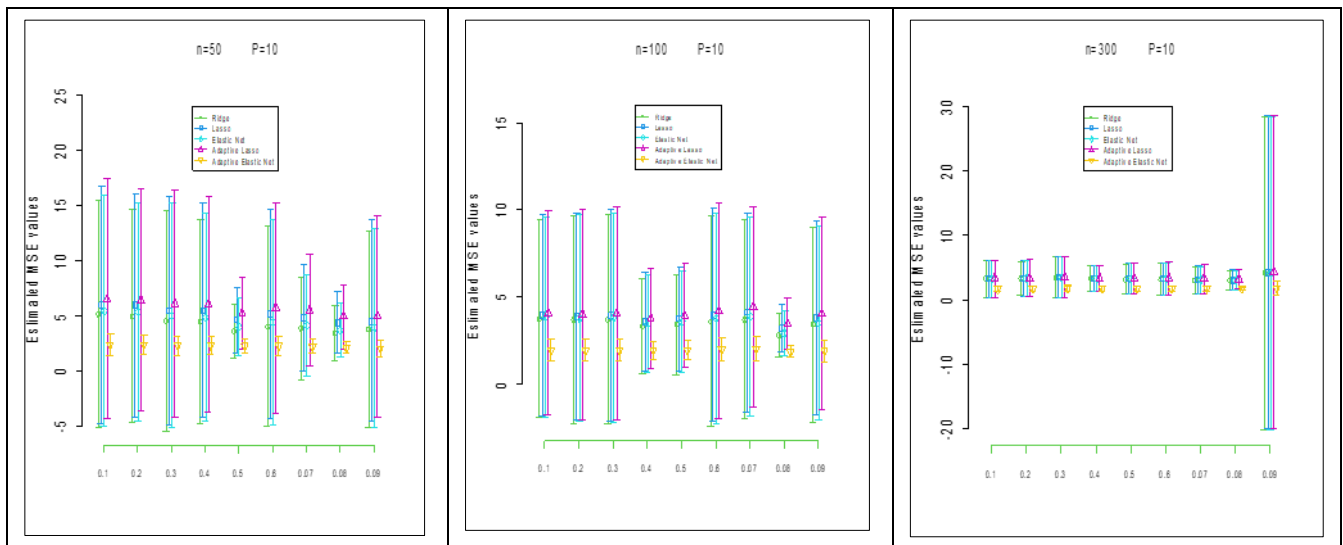 n=50 P=10
Estimaled MSE values
25
20
15
10
5
0
-5
Ridge
Lasso
Elastic Net
Adaptive Lasso
Adaptive Elastic Net
0.1 0.2 0.3 0.4 0.5 0.6 0.07 0.08 0.09
n=100 P=10
Estimaled MSE values
15
10
5
0
Ridge
Lasso
Elastic Net
Adaptive Lasso
Adaptive Elastic Net
0.1 0.2 0.3 0.4 0.5 0.6 0.07 0.08 0.09
n=300 P=10
Estimaled MSE values
30
20
10
0
-10
-20
Ridge
Lasso
Elastic Net
Adaptive Lasso
Adaptive Elastic Net
0.1 0.2 0.3 0.4 0.5 0.6 0.07 0.08 0.09